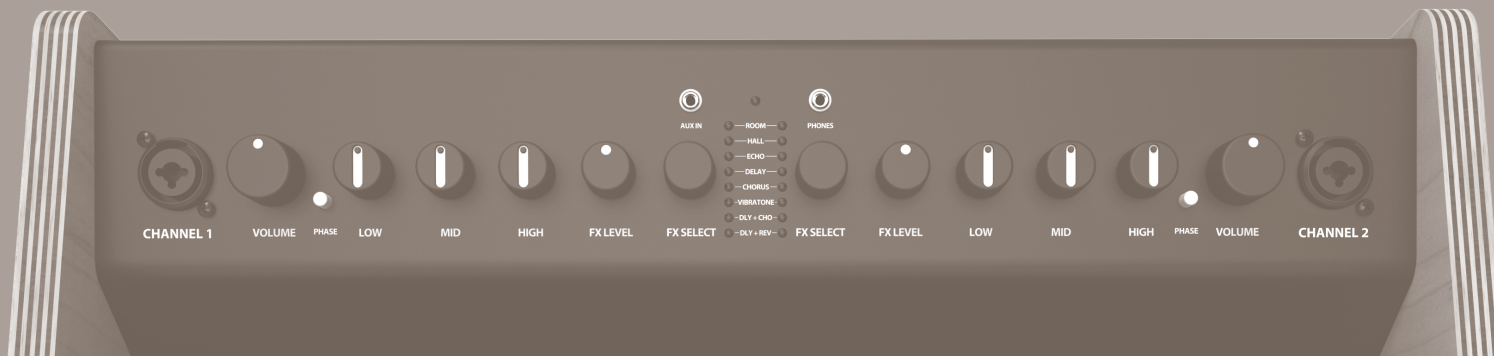 AUX IN
PHONES
ROOM
HALL
ECHO
DELAY
CHORUS
VIBRATONE
DLY + CHO
DLY + REV
CHANNEL 1
VOLUME
PHASE
LOW
MID
HIGH
FX LEVEL
FX SELECT
FX SELECT
FX LEVEL
LOW
MID
HIGH
PHASE
VOLUME
CHANNEL 2